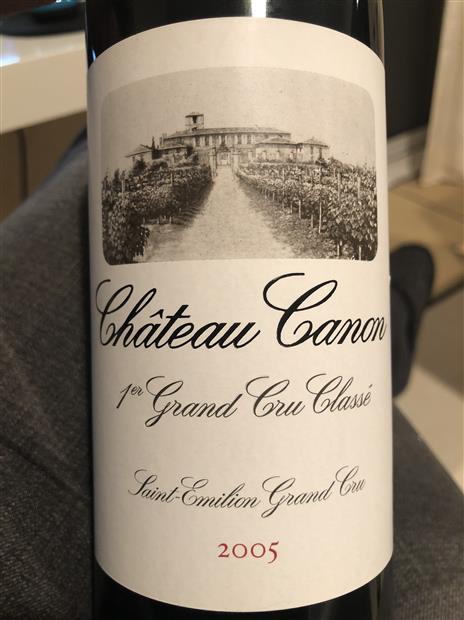 Château Canon
1er Grand Cru Classé
Saint-Emilion Grand Cru
2005